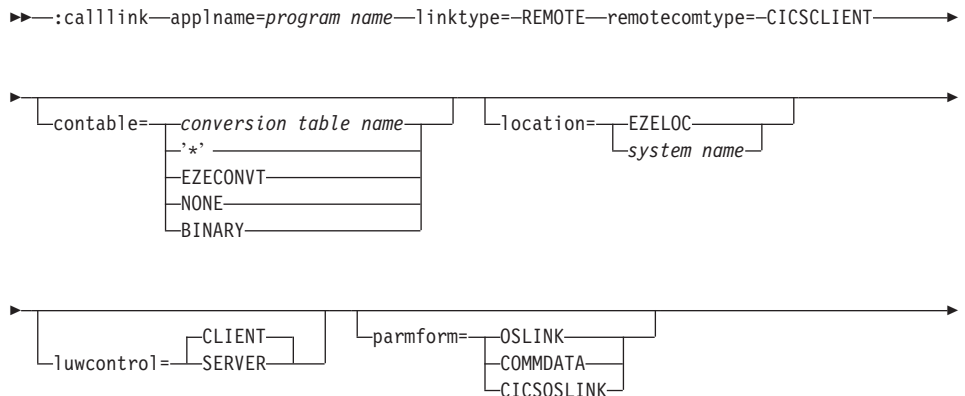 :calllink applname=program name linktype= REMOTE remotecomtype= CICSCLIENT
contable= conversion table name
'*'
EZECONVT
NONE
BINARY
location= EZELOC
system name
luwcontrol= CLIENT
SERVER
parmform= OSLINK
COMMDATA
CICSOSLINK